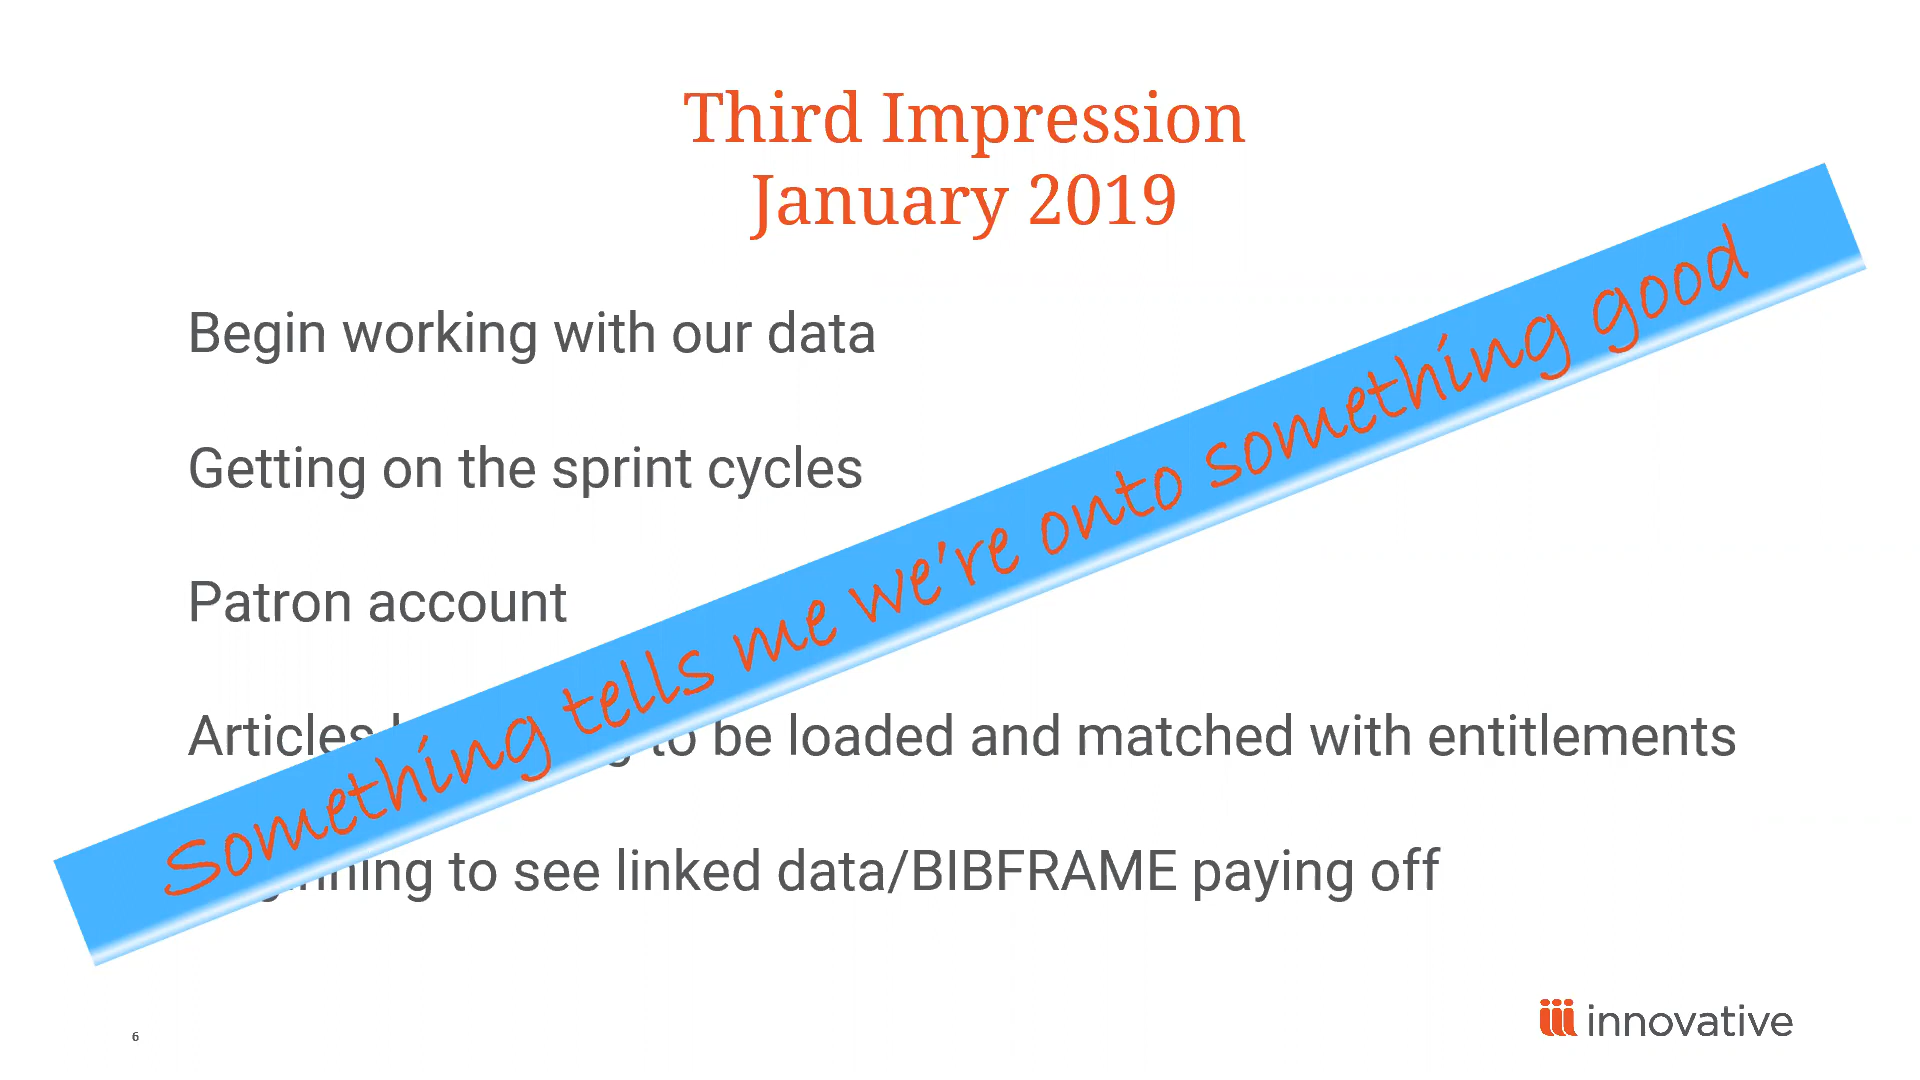 Third Impression
January 2019
Begin working with our data
Getting on the sprint cycles
Patron account
Articles to be loaded and matched with entitlements
to see linked data/BIBFRAME paying off
Something tells me we're onto something good
6
innovative